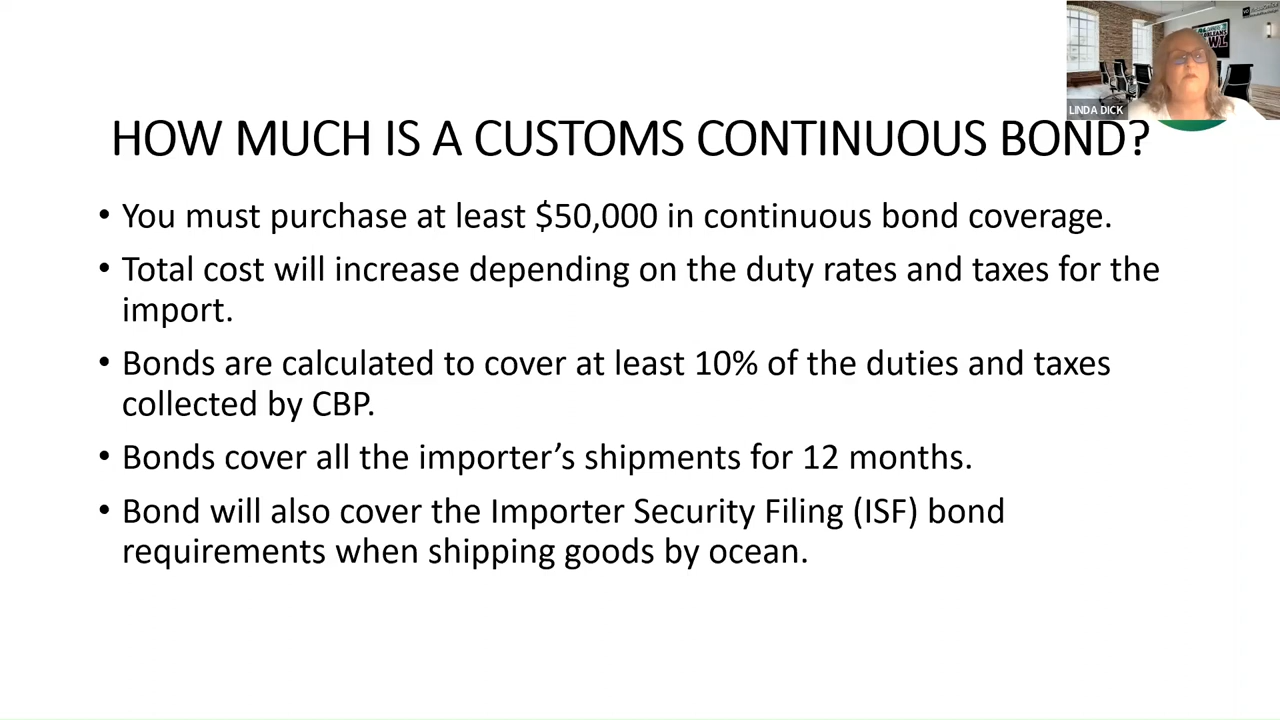 LINDA DICK
HOW MUCH IS A CUSTOMS CONTINUOUS BOND?
• You must purchase at least $50,000 in continuous bond coverage.
• Total cost will increase depending on the duty rates and taxes for the
import.
• Bonds are calculated to cover at least 10% of the duties and taxes
collected by CBP.
• Bonds cover all the importer’s shipments for 12 months.
• Bond will also cover the Importer Security Filing (ISF) bond
requirements when shipping goods by ocean.